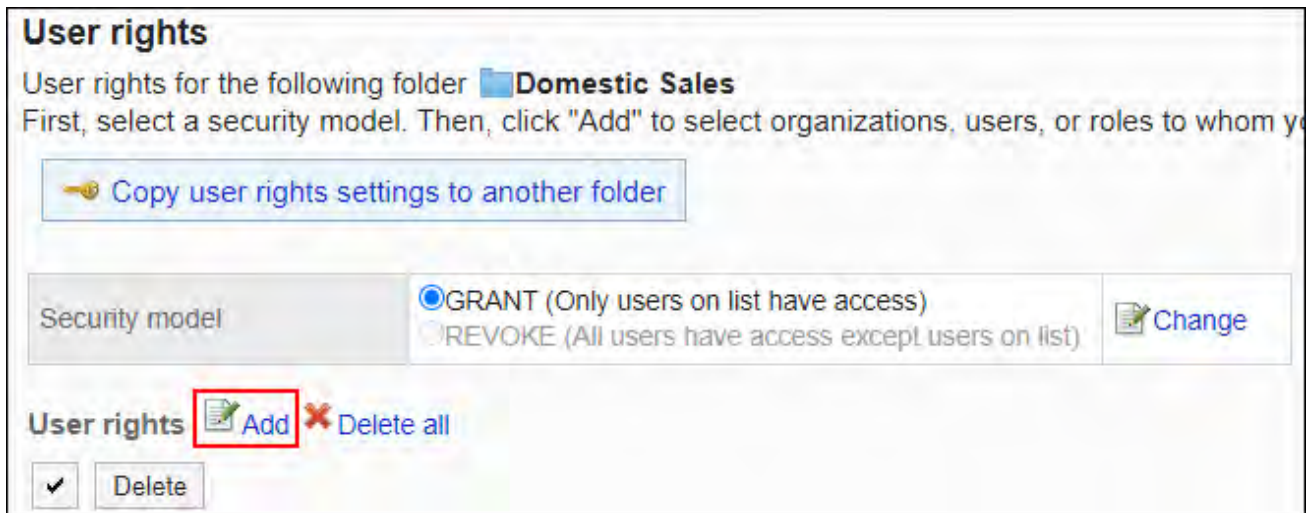 User rights
User rights for the following folder Domestic Sales
First, select a security model. Then, click "Add" to select organizations, users, or roles to whom
Copy user rights settings to another folder
Security model
GRANT (Only users on list have access)
REVOKE (All users have access except users on list)
Change
User rights Add Delete all
Delete